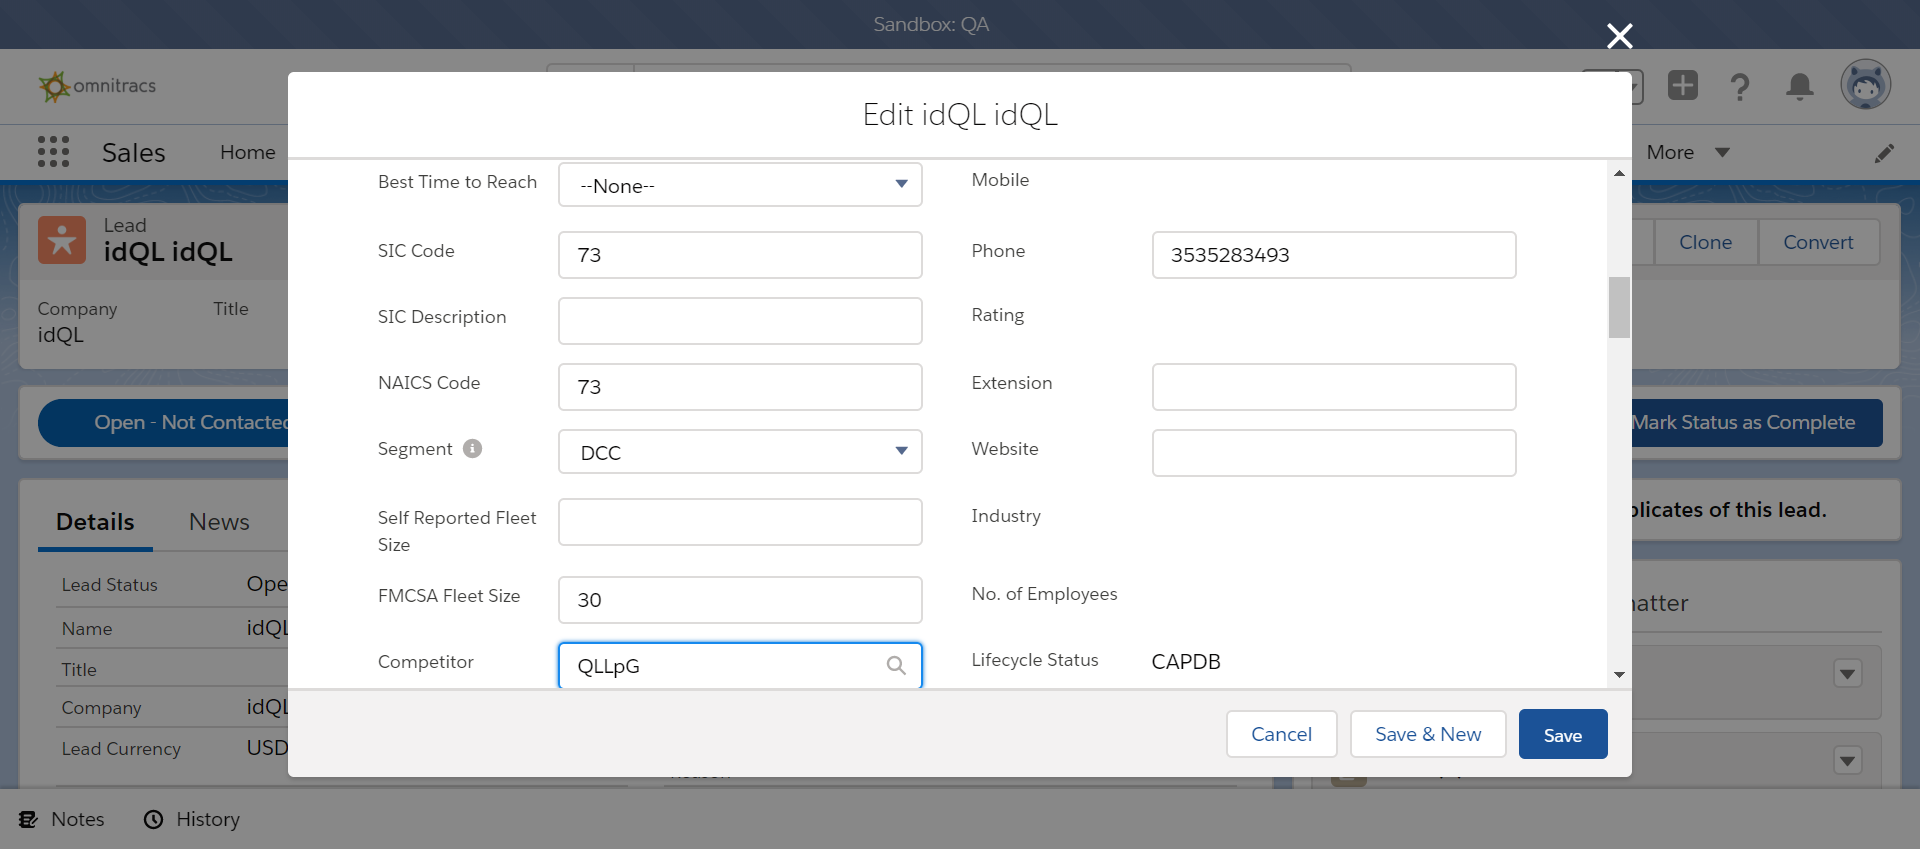 Sandbox: QA
omnitracs
Sales
Home
More
Lead
idQL idQL
Company
Title
idQL
Clone
Convert
Open - Not Contacted
Mark Status as Complete
Details
News
Lead Status
Ope
Name
idQL
Title
Company
idQL
Lead Currency
USD
plicates of this lead.
hatter
Edit idQL idQL
Best Time to Reach
--None--
Mobile
SIC Code
73
Phone
3535283493
SIC Description
Rating
NAICS Code
73
Extension
Segment
DCC
Website
Self Reported Fleet
Size
Industry
FMCSA Fleet Size
30
No. of Employees
Competitor
QLLpG
Lifecycle Status
CAPDB
Cancel
Save & New
Save
Notes
History